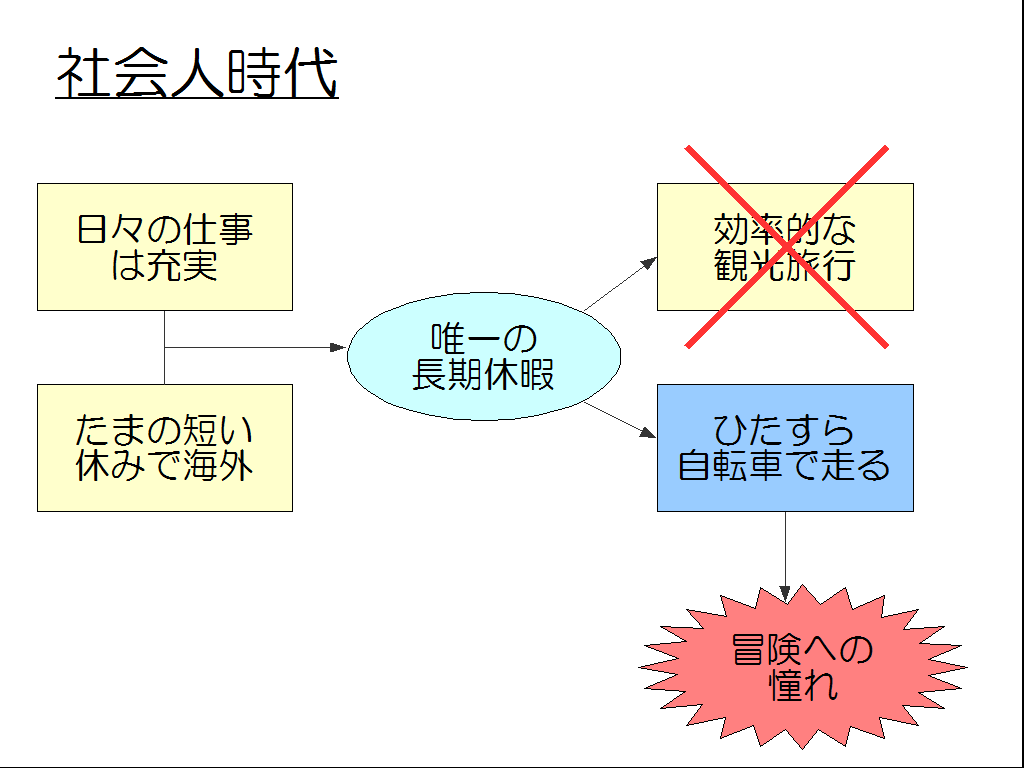 社会人時代
日々の仕事
は充実
たまの短い
休みで海外
唯一の
長期休暇
効率的な
観光旅行
ひたすら
自転車で走る
冒険への
憧れ